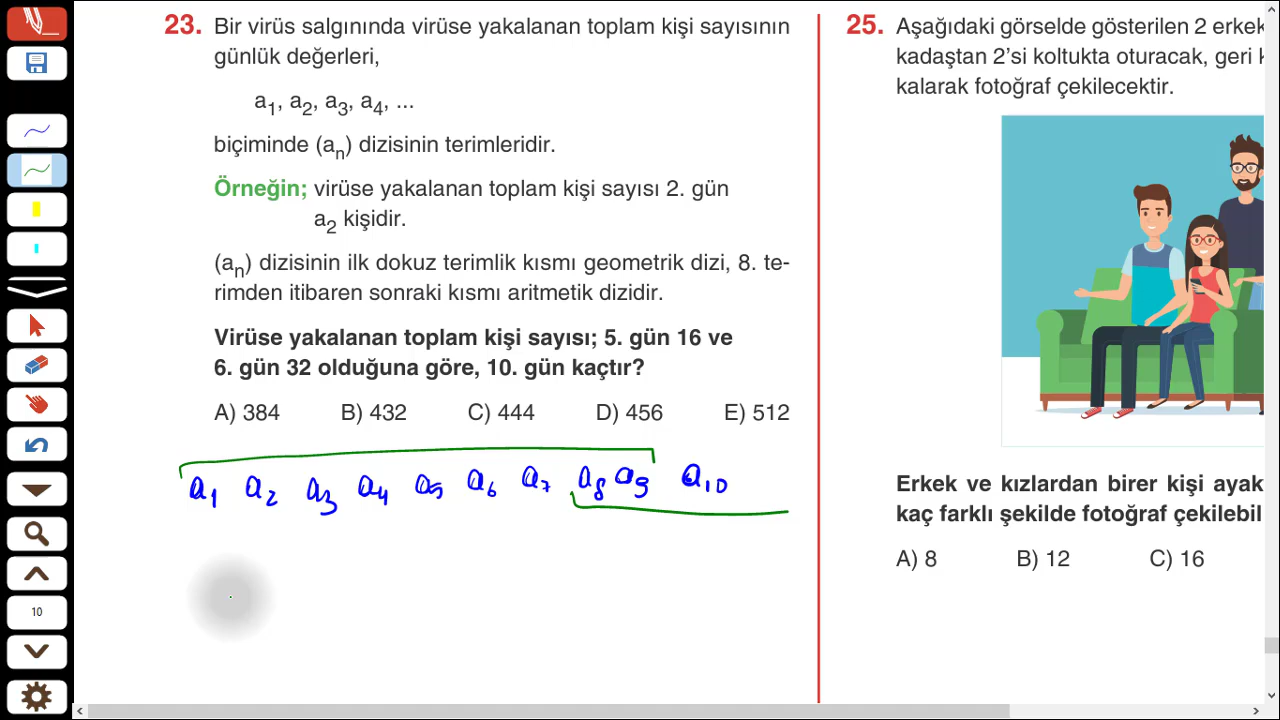 23. Bir virüs salgınında virüse yakalanan toplam kişi sayısının
günlük değerleri,
a1, a2, a3, a4, ...
biçiminde (an) dizisinin terimleridir.
Örneğin; virüse yakalanan toplam kişi sayısı 2. gün
a2 kişidir.
(an) dizisinin ilk dokuz terimlik kısmı geometrik dizi, 8. te-
rimden itibaren sonraki kısmı aritmetik dizidir.
Virüse yakalanan toplam kişi sayısı; 5. gün 16 ve
6. gün 32 olduğuna göre, 10. gün kaçtır?
A) 384 B) 432 C) 444 D) 456 E) 512
a1 a2 a3 a4 a5 a6 a7 a8 a9 a10
25. Aşağıdaki görselde gösterilen 2 erkek
kadaştan 2'si koltukta oturacak, geri k
kalarak fotoğraf çekilecektir.
Erkek ve kızlardan birer kişi ayak
kaç farklı şekilde fotoğraf çekilebil
A) 8 B) 12 C) 16
10